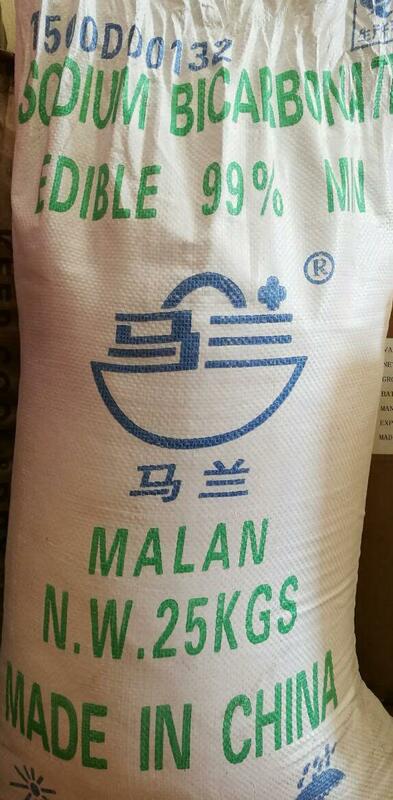 1500D00132
SODIUM BICARBONATE
EDIBLE 99% MIN
®
马兰
MALAN
N.W.25KGS
MADE IN CHINA